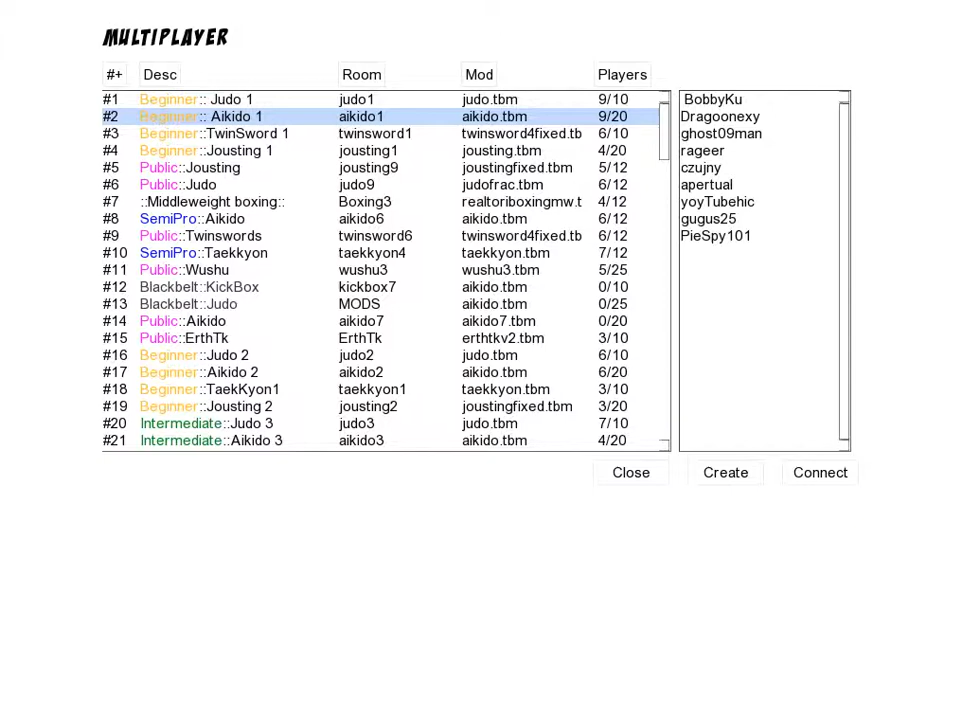 MULTIPLAYER
#+ Desc Room Mod Players
#1 Beginner:: Judo 1 judo1 judo.tbm 9/10 BobbyKu
#2 Beginner:: Aikido 1 aikido1 aikido.tbm 9/20 Dragoonexy
#3 Beginner::TwinSword 1 twinsword1 twinsword4fixed.tb 6/10 ghost09man
#4 Beginner::Jousting 1 jousting1 jousting.tbm 4/20 rageer
#5 Public::Jousting jousting9 joustingfixed.tbm 5/12 czujny
#6 Public::Judo judo9 judofrac.tbm 6/12 apertual
#7 ::Middleweight boxing:: Boxing3 realtoriboxingmw.t 4/12 yoyTubehic
#8 SemiPro::Aikido aikido6 aikido.tbm 6/12 gugus25
#9 Public::Twinswords twinsword6 twinsword4fixed.tb 6/12 PieSpy101
#10 SemiPro::Taekkyon taekkyon4 taekkyon.tbm 7/12
#11 Public::Wushu wushu3 wushu3.tbm 5/25
#12 Blackbelt::KickBox kickbox7 aikido.tbm 0/10
#13 Blackbelt::Judo MODS aikido.tbm 0/25
#14 Public::Aikido aikido7 aikido7.tbm 0/20
#15 Public::ErthTk ErthTk erthtkv2.tbm 3/10
#16 Beginner::Judo 2 judo2 judo.tbm 6/10
#17 Beginner::Aikido 2 aikido2 aikido.tbm 6/20
#18 Beginner::TaekKyon1 taekkyon1 taekkyon.tbm 3/10
#19 Beginner::Jousting 2 jousting2 joustingfixed.tbm 3/20
#20 Intermediate::Judo 3 judo3 judo.tbm 7/10
#21 Intermediate::Aikido 3 aikido3 aikido.tbm 4/20
Close Create Connect